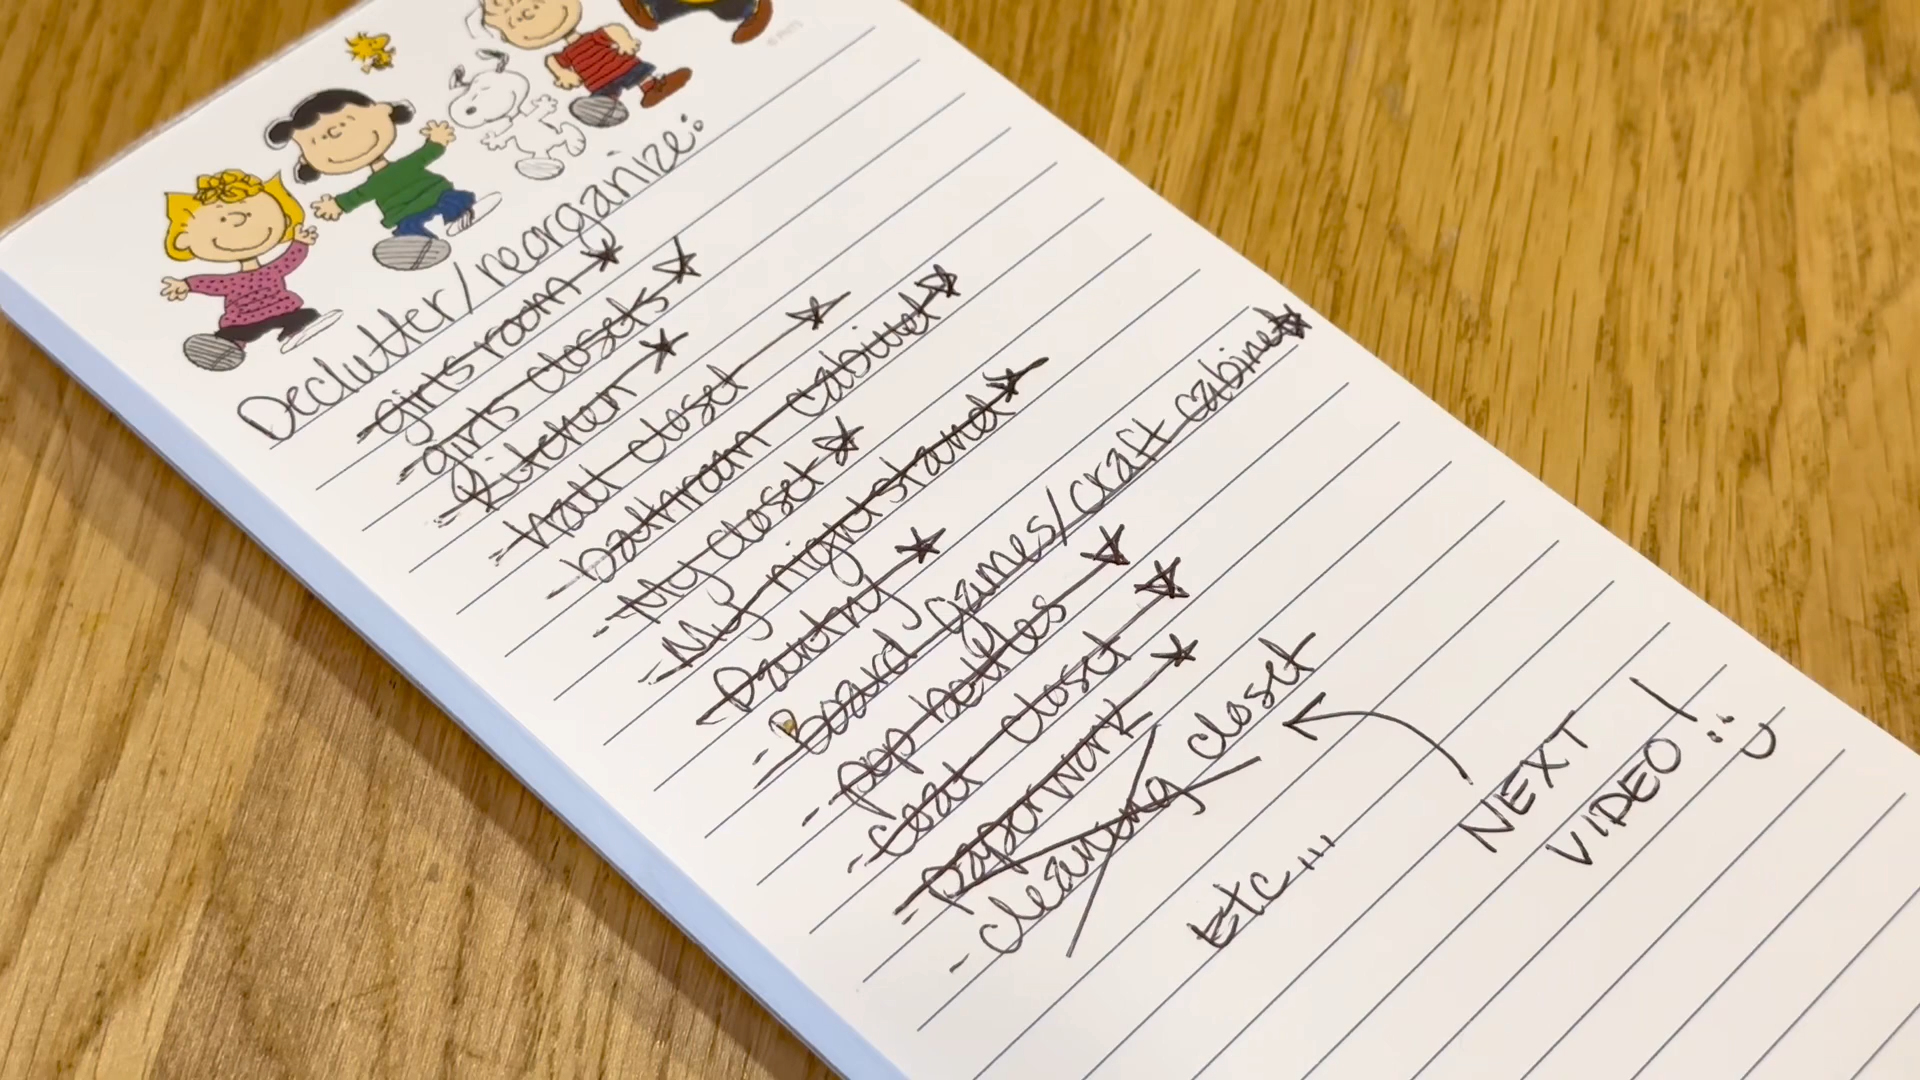 Declutter/reorganize:
- girls room
- girls closets
- Kitchen
- hall closet
- bathroom cabinet
- My closet
- My nightstand
- Pantry
- Board games/craft cabinet
- pop bottles
- coat closet
- paperwork
- cleaning closet
NEXT
VIDEO!
Etc...